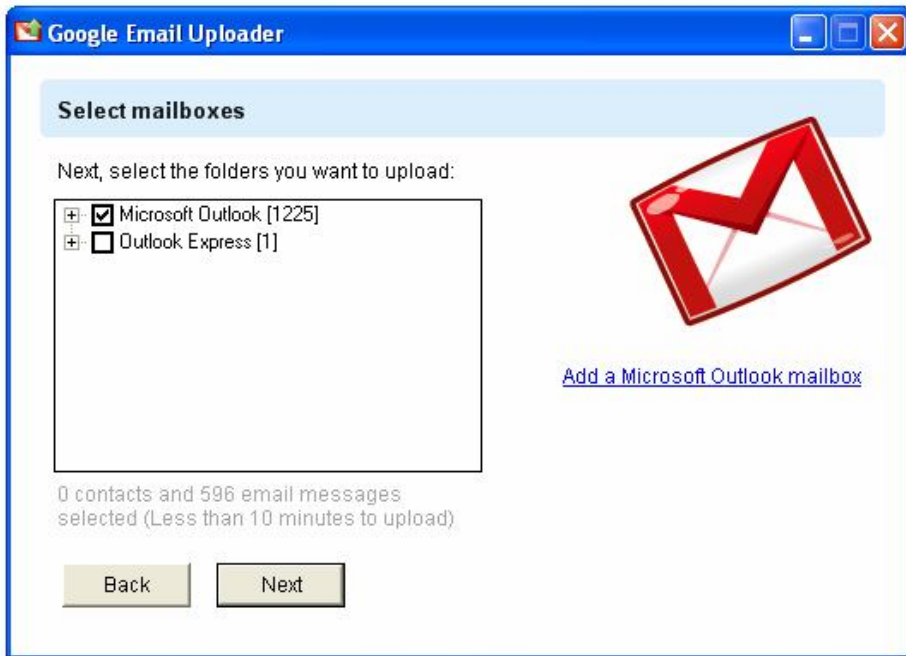 Google Email Uploader
Select mailboxes
Next, select the folders you want to upload:
Microsoft Outlook [1225]
Outlook Express [1]
Add a Microsoft Outlook mailbox
0 contacts and 596 email messages
selected (Less than 10 minutes to upload)
Back
Next